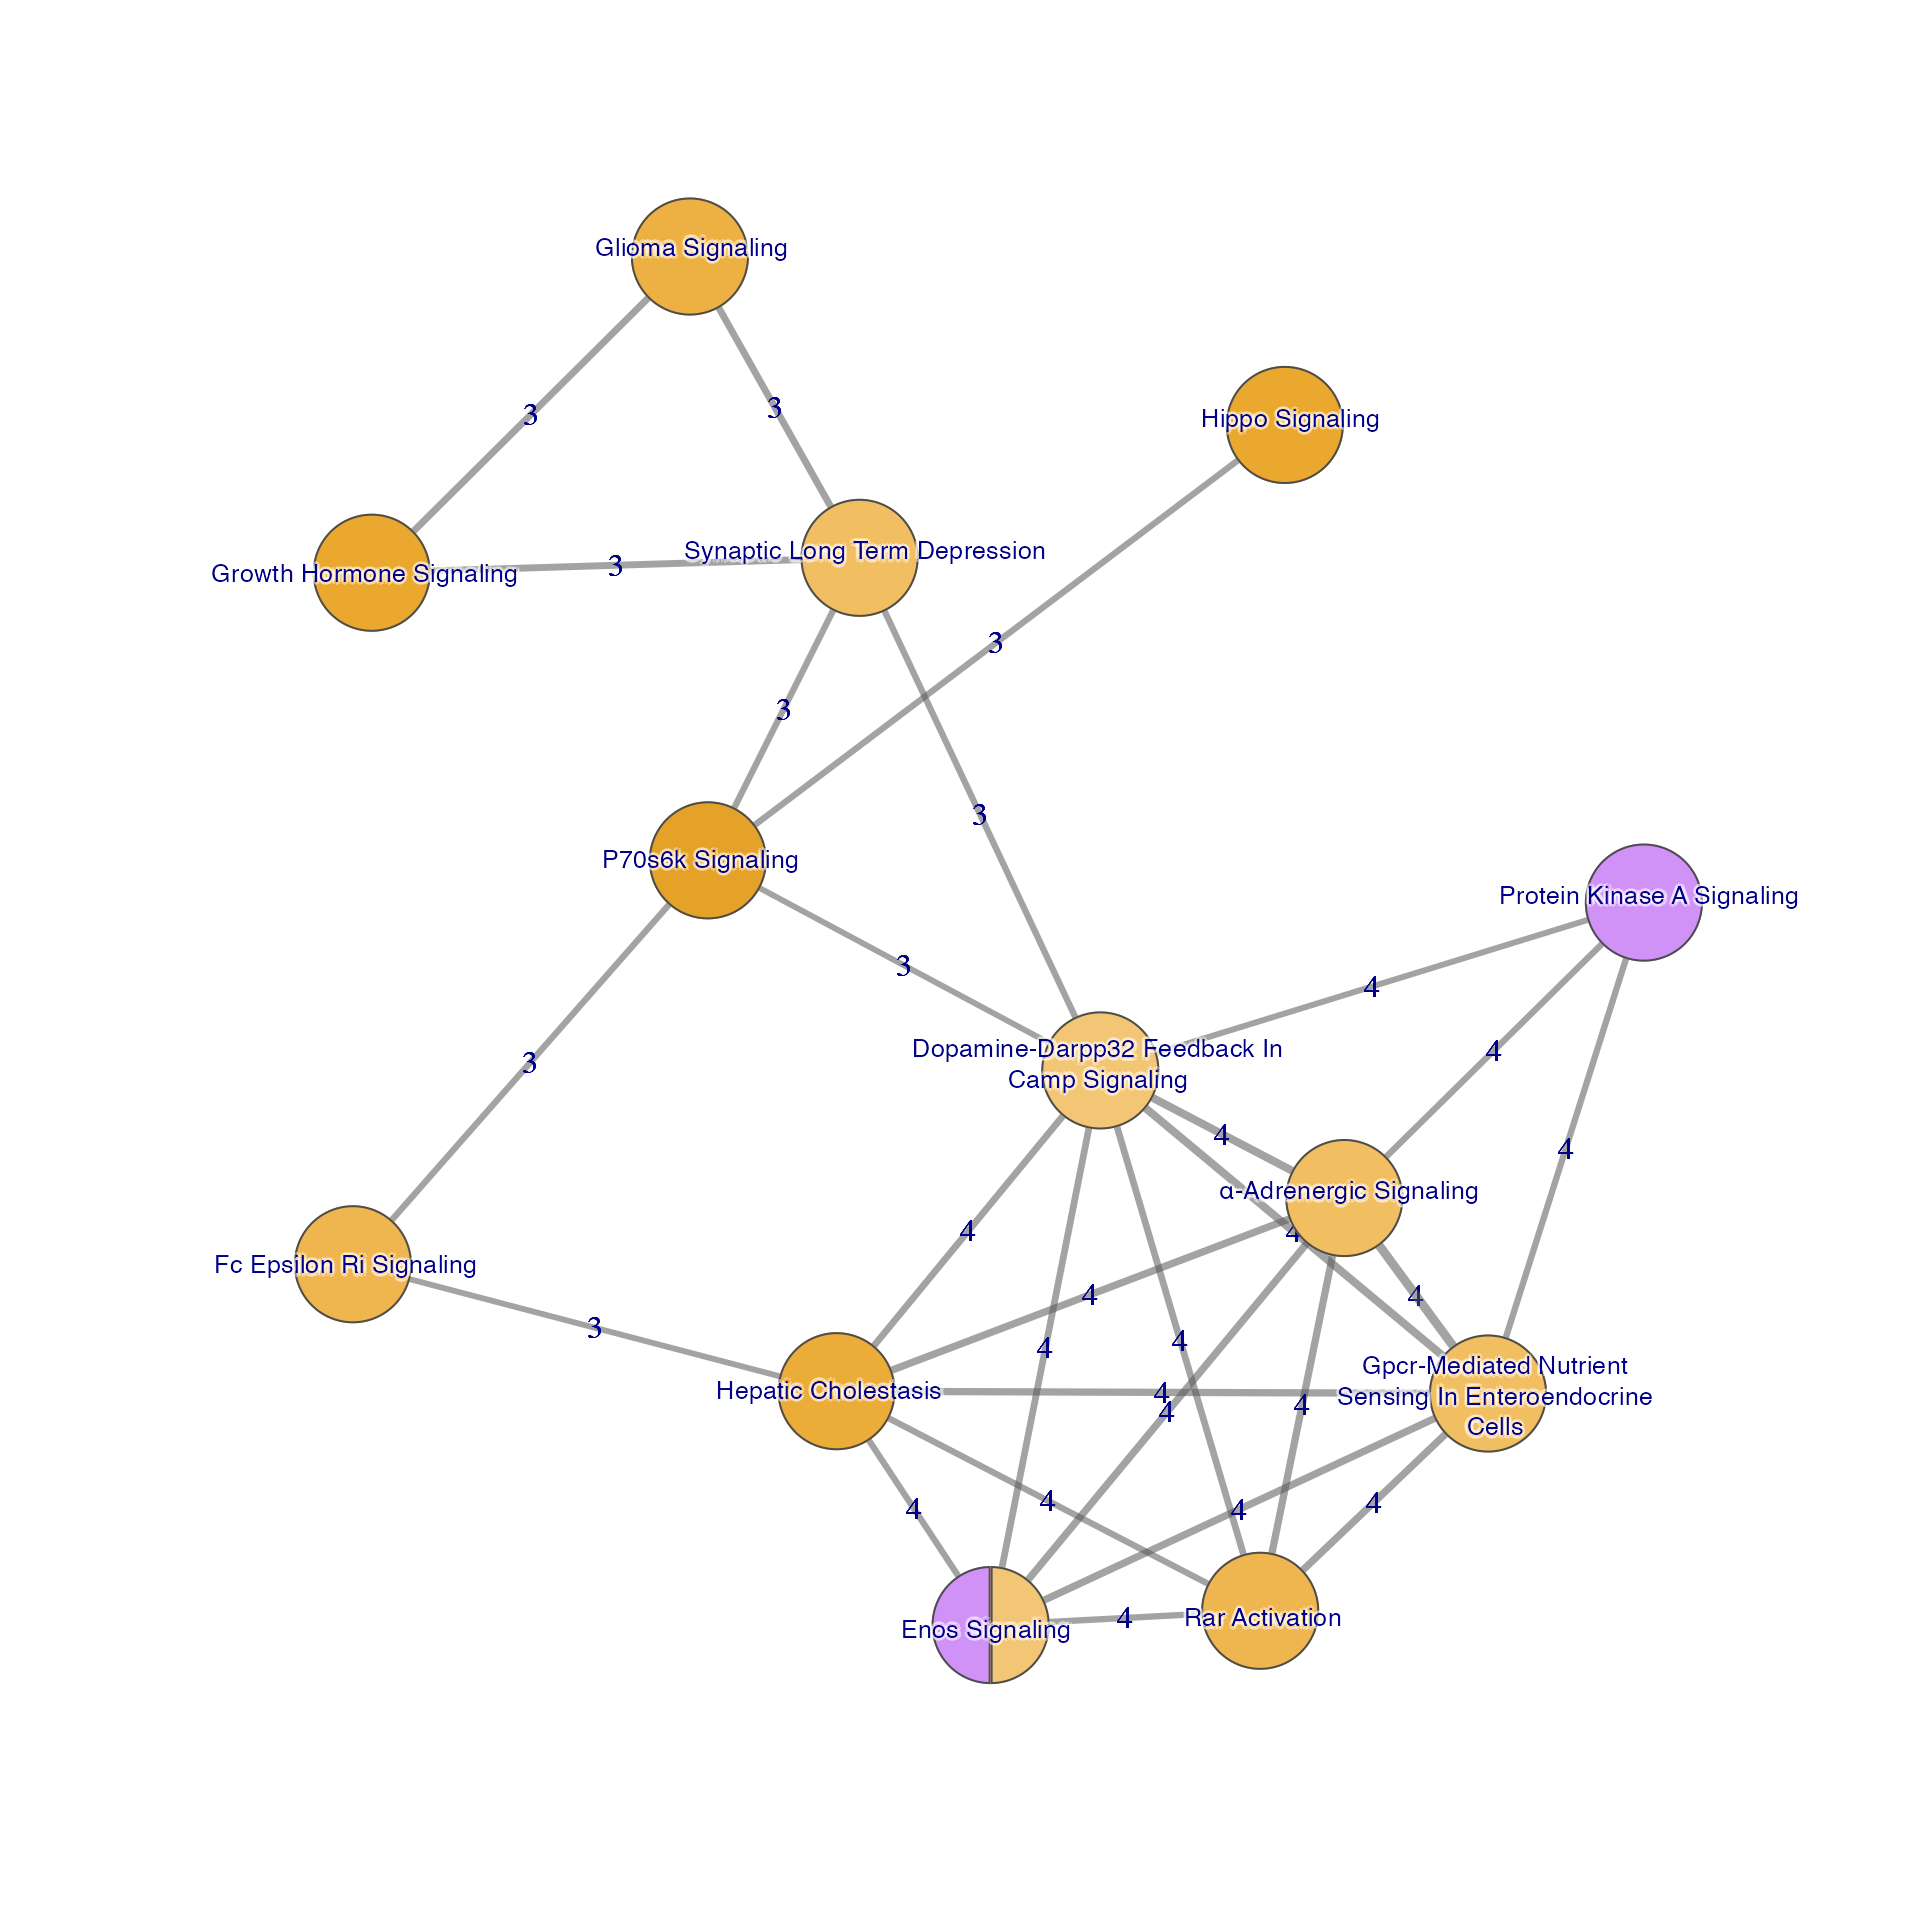 Glioma Signaling
3
3
Hippo Signaling
Synaptic Long Term Depression
3
Growth Hormone Signaling
3
3
3
P70s6k Signaling
Protein Kinase A Signaling
3
4
Dopamine-Darpp32 Feedback In
Camp Signaling
4
3
4
4
α-Adrenergic Signaling
4
4
Fc Epsilon Ri Signaling
4
4
3
4
4
Gpcr-Mediated Nutrient
Sensing In Enteroendocrine
Cells
Hepatic Cholestasis
4
4
4
4
4
4
4
4
Rar Activation
Enos Signaling